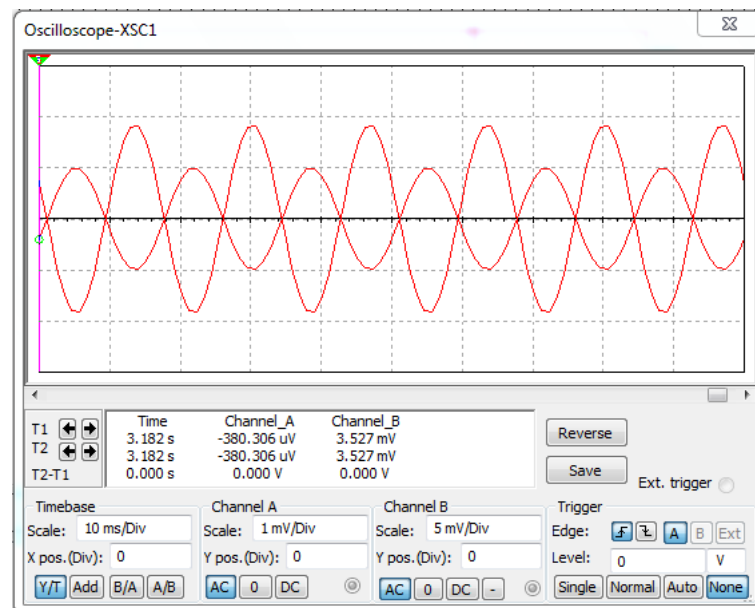 Oscilloscope-XSC1
Time Channel_A Channel_B
T1 3.182 s -380.306 uV 3.527 mV
T2 3.182 s -380.306 uV 3.527 mV
T2-T1 0.000 s 0.000 V 0.000 V
Reverse
Save
Ext. trigger
Timebase
Scale: 10 ms/Div
X pos.(Div): 0
Y/T Add B/A A/B
Channel A
Scale: 1 mV/Div
Y pos.(Div): 0
AC 0 DC
Channel B
Scale: 5 mV/Div
Y pos.(Div): 0
AC 0 DC -
Trigger
Edge: A B Ext
Level: 0 V
Single Normal Auto None